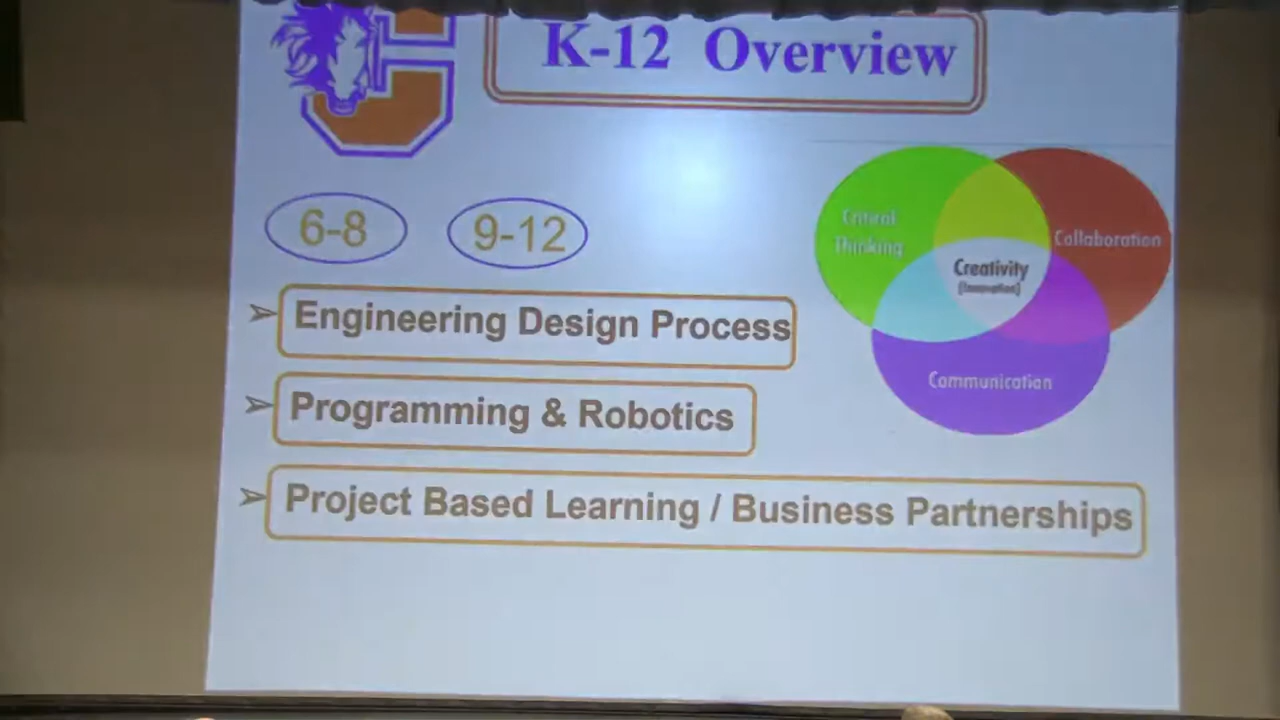 C
K-12 Overview
6-8
9-12
Critical
Thinking
Collaboration
Creativity
(Innovation)
Communication
➢ Engineering Design Process
➢ Programming & Robotics
➢ Project Based Learning / Business Partnerships